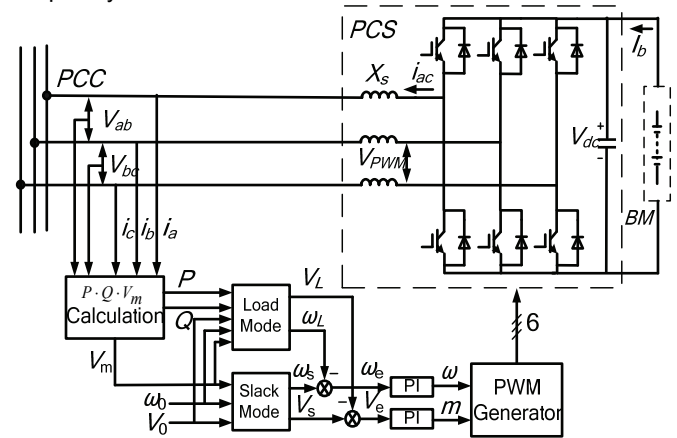 PCS
PCC
X_s
i_ac
I_b
V_ab
V_bc
V_PWM
V_dc
+
-
BM
i_c i_b i_a
P·Q·V_m
Calculation
P
Q
V_m
ω_0
V_0
Load
Mode
V_L
ω_L
Slack
Mode
ω_s
V_s
-
-
ω_e
V_e
PI
PI
ω
m
PWM
Generator
6